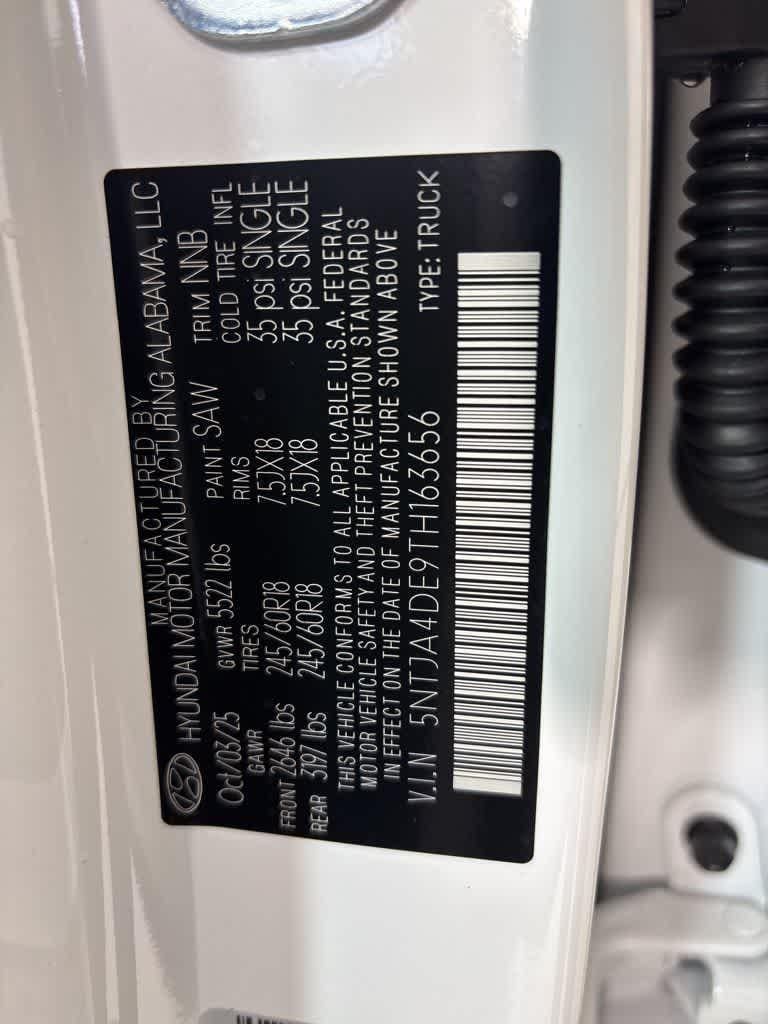 MANUFACTURED BY
HYUNDAI MOTOR MANUFACTURING ALABAMA, LLC
Oct/03/25 GVWR 5522 lbs PAINT SAW TRIM NNB
GAWR TIRES RIMS COLD TIRE INFL
FRONT 2646 lbs 245/60R18 7.5JX18 35 psi SINGLE
REAR 3197 lbs 245/60R18 7.5JX18 35 psi SINGLE
THIS VEHICLE CONFORMS TO ALL APPLICABLE U.S.A. FEDERAL
MOTOR VEHICLE SAFETY AND THEFT PREVENTION STANDARDS
IN EFFECT ON THE DATE OF MANUFACTURE SHOWN ABOVE
V.I.N 5NTJA4DE9TH163656 TYPE: TRUCK